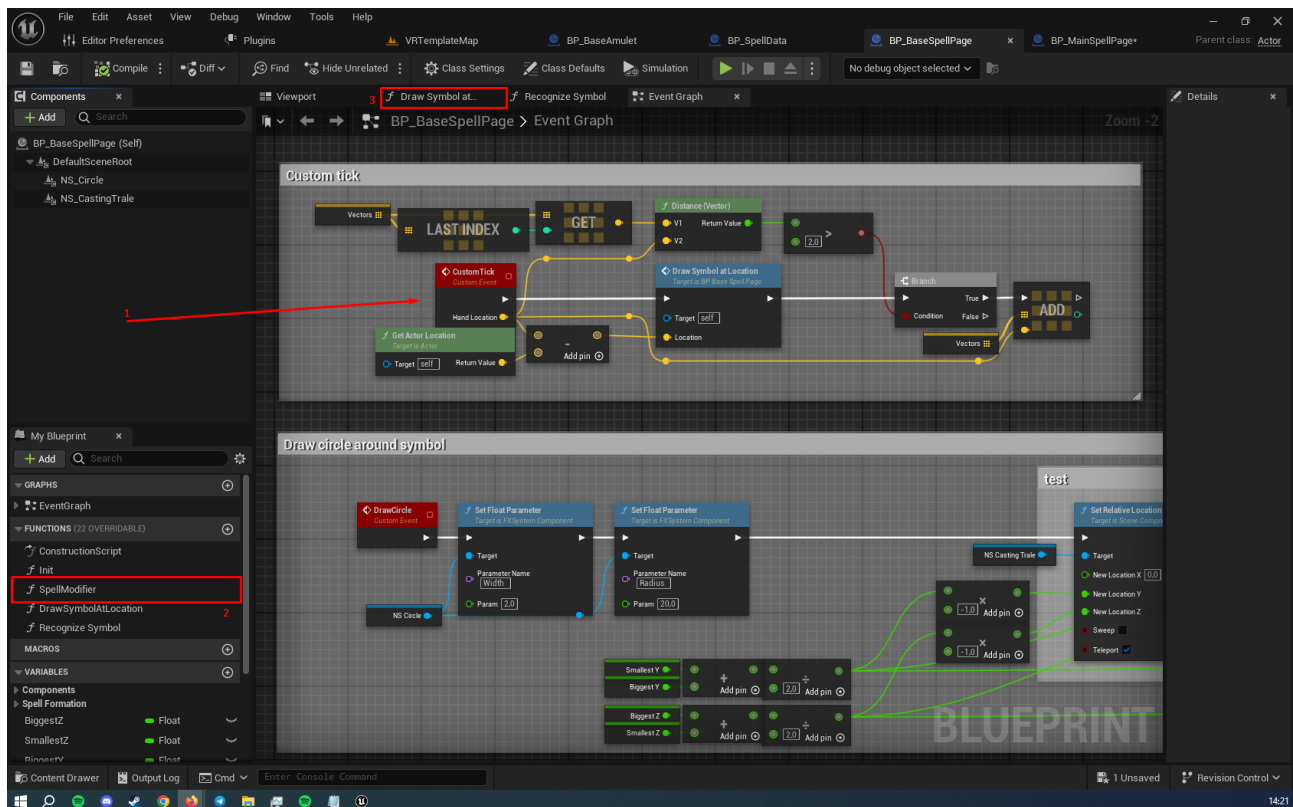 File Edit Asset View Debug Window Tools Help
Editor Preferences Plugins VRTemplateMap BP_BaseAmulet BP_SpellData BP_BaseSpellPage × BP_MainSpellPage* Parent class: Actor
Compile Diff Find Hide Unrelated Class Settings Class Defaults Simulation No debug object selected
Components × Viewport 3 Draw Symbol at... Recognize Symbol Event Graph × Details ×
+ Add Search BP_BaseSpellPage > Event Graph Zoom -2
BP_BaseSpellPage (Self)
DefaultSceneRoot
NS_Circle
NS_CastingTrale
Custom tick
Vectors LAST INDEX GET
Distance (Vector)
V1 Return Value
V2
2,0 >
CustomTick
Custom Event
Hand Location
Draw Symbol at Location
Target is BP Base Spell Page
Target self
Location
Branch
True
Condition False
ADD
Vectors
1
Get Actor Location
Target is Actor
Target self Return Value
-
Add pin
My Blueprint ×
+ Add Search
GRAPHS
EventGraph
FUNCTIONS (22 OVERRIDABLE)
ConstructionScript
Init
SpellModifier
DrawSymbolAtLocation 2
Recognize Symbol
MACROS
VARIABLES
Components
Spell Formation
BiggestZ Float
SmallestZ Float
BiggestY Float
Draw circle around symbol
test
DrawCircle
Custom Event
Set Float Parameter
Target is FXSystem Component
Target
Parameter Name
Width
Param 2,0
Set Float Parameter
Target is FXSystem Component
Target
Parameter Name
Radius
Param 20,0
NS Circle
NS Casting Trale
Set Relative Location
Target is Scene Compo
Target
New Location X 0,0
New Location Y
New Location Z
Sweep
Teleport
× -1,0 Add pin
× -1,0 Add pin
Smallest Y
Biggest Y
+ Add pin ÷ 2,0 Add pin
Biggest Z
Smallest Z
+ Add pin ÷ 2,0 Add pin
BLUEPRINT
Content Drawer Output Log Cmd Enter Console Command 1 Unsaved Revision Control
14:21